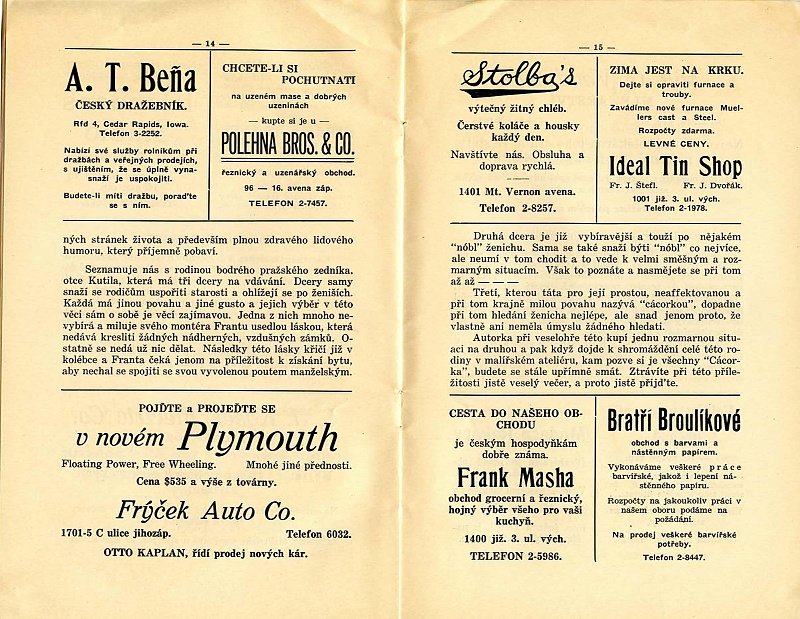 — 14 —
A. T. Beňa
ČESKÝ DRAŽEBNÍK.
Rfd 4, Cedar Rapids, Iowa.
Telefon 3-2252.
Nabízí své služby rolníkům při
dražbách a veřejných prodejích,
s ujištěním, že se úplně vyna-
snaží je uspokojiti.
Budete-li míti dražbu, poraďte
se s ním.
CHCETE-LI SI
POCHUTNATI
na uzeném mase a dobrých
uzeninách
— kupte si je u —
POLEHNA BROS. & CO.
řeznický a uzenářský obchod.
96 — 16. avena záp.
TELEFON 2-7457.
ných stránek života a především plnou zdravého lidového
humoru, který příjemně pobaví.
Seznamuje nás s rodinou bodrého pražského zedníka,
otce Kutila, která má tři dcery na vdávání. Dcery samy
snaží se rodičům uspořiti starosti a ohlížejí se po ženiších.
Každá má jinou povahu a jiné gusto a jejich výběr v této
věci sám o sobě je věcí zajímavou. Jedna z nich mnoho ne-
vybírá a miluje svého montéra Frantu usedlou láskou, která
nedává kresliti žádných nádherných, vzdušných zámků. O-
statně se nedá už nic dělat. Následky této lásky křičí již v
kolébce a Franta čeká jenom na příležitost k získání bytu,
aby nechal se spojiti se svou vyvolenou poutem manželským.
POJĎTE a PROJEĎTE SE
v novém Plymouth
Floating Power, Free Wheeling. Mnohé jiné přednosti.
Cena $535 a výše z továrny.
Frýček Auto Co.
1701-5 C ulice jihozáp. Telefon 6032.
OTTO KAPLAN, řídí prodej nových kár.
— 15 —
Stolba's
výtečný žitný chléb.
Čerstvé koláče a housky
každý den.
Navštivte nás. Obsluha a
doprava rychlá.
1401 Mt. Vernon avena.
Telefon 2-8257.
ZIMA JEST NA KRKU.
Dejte si opraviti furnace a
trouby.
Zavádíme nové furnace Muel-
lers cast a Steel.
Rozpočty zdarma.
LEVNÉ CENY.
Ideal Tin Shop
Fr. J. Štefl. Fr. J. Dvořák.
1001 již. 3. ul. vých.
Telefon 2-1978.
Druhá dcera je již vybíravější a touží po nějakém
"nóbl" ženichu. Sama se také snaží býti "nóbl" co nejvíce,
ale neumí v tom chodit a to vede k velmi směšným a roz-
marným situacím. Však to poznáte a nasmějete se při tom
až až — — —
Třetí, kterou táta pro její prostou, neaffektovanou a
při tom krajně milou povahu nazývá "cácorkou", dopadne
při tom hledání ženicha nejlépe, ale snad jenom proto, že
vlastně ani neměla úmyslu žádného hledati.
Autorka při veselohře této kupí jednu rozmarnou situ-
aci na druhou a pak když dojde k shromáždění celé této ro-
diny v malířském ateliéru, kam pozve si je všechny "Cácor-
ka", budete se stále upřímně smát. Ztrávíte při této příle-
žitosti jistě veselý večer, a proto jistě přijďte.
CESTA DO NAŠEHO OB-
CHODU
je českým hospodyňkám
dobře známa.
Frank Masha
obchod grocerní a řeznický,
hojný výběr všeho pro vaši
kuchyň.
1400 již. 3. ul. vých.
TELEFON 2-5986.
Bratři Broulíkové
obchod s barvami a
nástěnným papírem.
Vykonáváme veškeré práce
barvířské, jakož i lepení ná-
stěnného papíru.
Rozpočty na jakoukoliv práci v
našem oboru podáme na
požádání.
Na prodej veškeré barvířské
potřeby.
Telefon 2-8447.